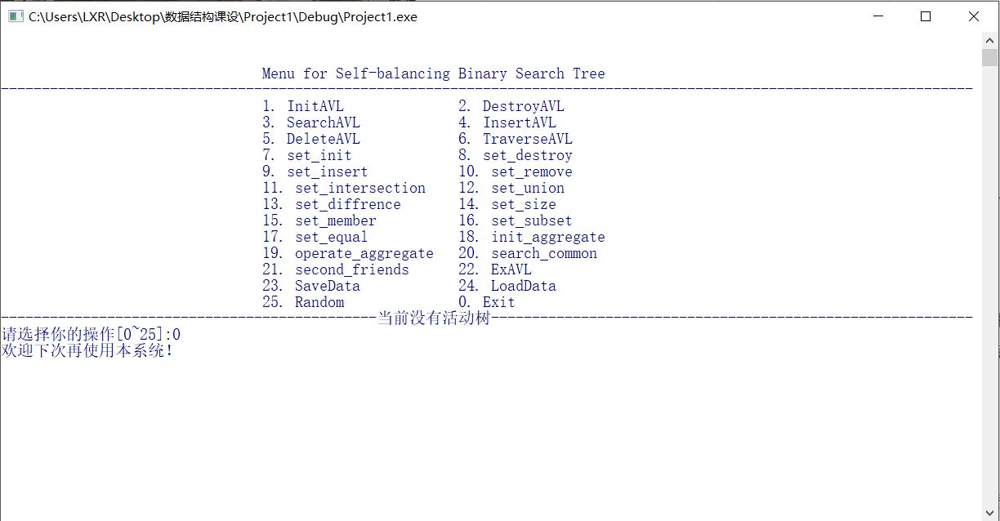 C:\Users\LXR\Desktop\数据结构课设\Project1\Debug\Project1.exe
Menu for Self-balancing Binary Search Tree
-----------------------------------------------------------------------------------------------------------------------
1. InitAVL 2. DestroyAVL
3. SearchAVL 4. InsertAVL
5. DeleteAVL 6. TraverseAVL
7. set_init 8. set_destroy
9. set_insert 10. set_remove
11. set_intersection 12. set_union
13. set_diffrence 14. set_size
15. set_member 16. set_subset
17. set_equal 18. init_aggregate
19. operate_aggregate 20. search_common
21. second_friends 22. ExAVL
23. SaveData 24. LoadData
25. Random 0. Exit
----------------------------------------------当前没有活动树-----------------------------------------------------------
请选择你的操作[0~25]:0
欢迎下次再使用本系统!